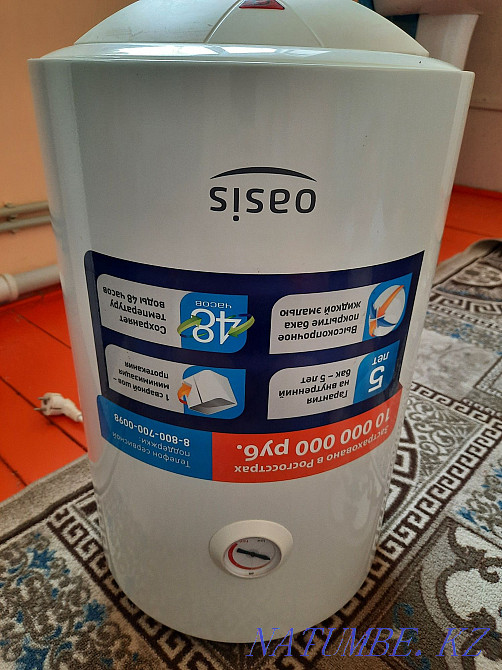 Застраховано в Росгосстрах
10 000 000 руб.
Телефон сервисной
поддержки
8-800-700-0098
5
лет
Гарантия
на внутренний
бак – 5 лет
1 сварной шов -
минимизация
протекания
Высокопрочное
покрытие бака
жидкой эмалью
48
часов
Сохраняет
температуру
воды 48 часов
oasis
NATUMBE.KZ